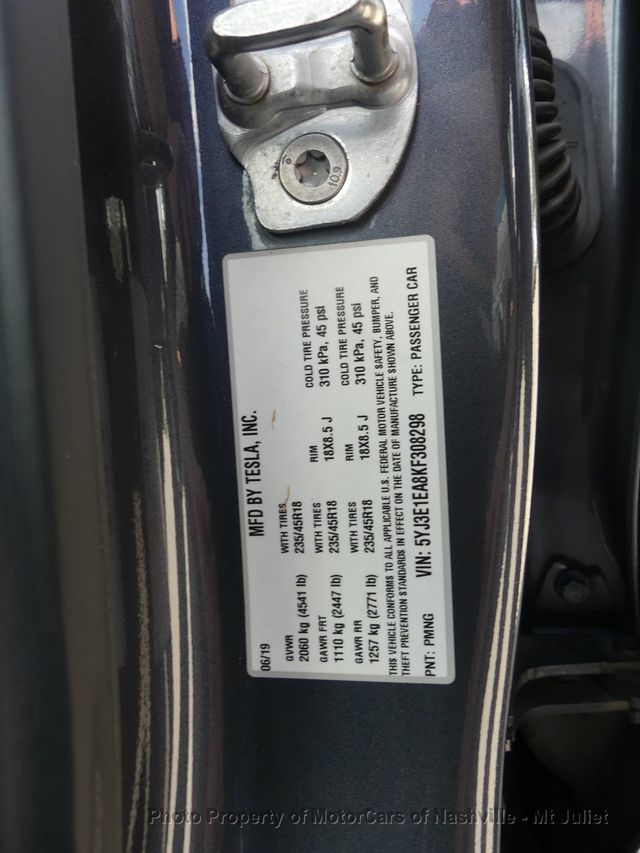 10.9
MFD BY TESLA, INC.
06/19
GVWR WITH TIRES
2060 kg (4541 lb) 235/45R18
GAWR FRT WITH TIRES RIM COLD TIRE PRESSURE
1110 kg (2447 lb) 235/45R18 18X8.5 J 310 kPa, 45 psi
GAWR RR WITH TIRES RIM COLD TIRE PRESSURE
1257 kg (2771 lb) 235/45R18 18X8.5 J 310 kPa, 45 psi
THIS VEHICLE CONFORMS TO ALL APPLICABLE U.S. FEDERAL MOTOR VEHICLE SAFETY, BUMPER, AND
THEFT PREVENTION STANDARDS IN EFFECT ON THE DATE OF MANUFACTURE SHOWN ABOVE.
PNT: PMNG VIN: 5YJ3E1EA8KF308298 TYPE: PASSENGER CAR
Photo Property of MotorCars of Nashville - Mt Juliet